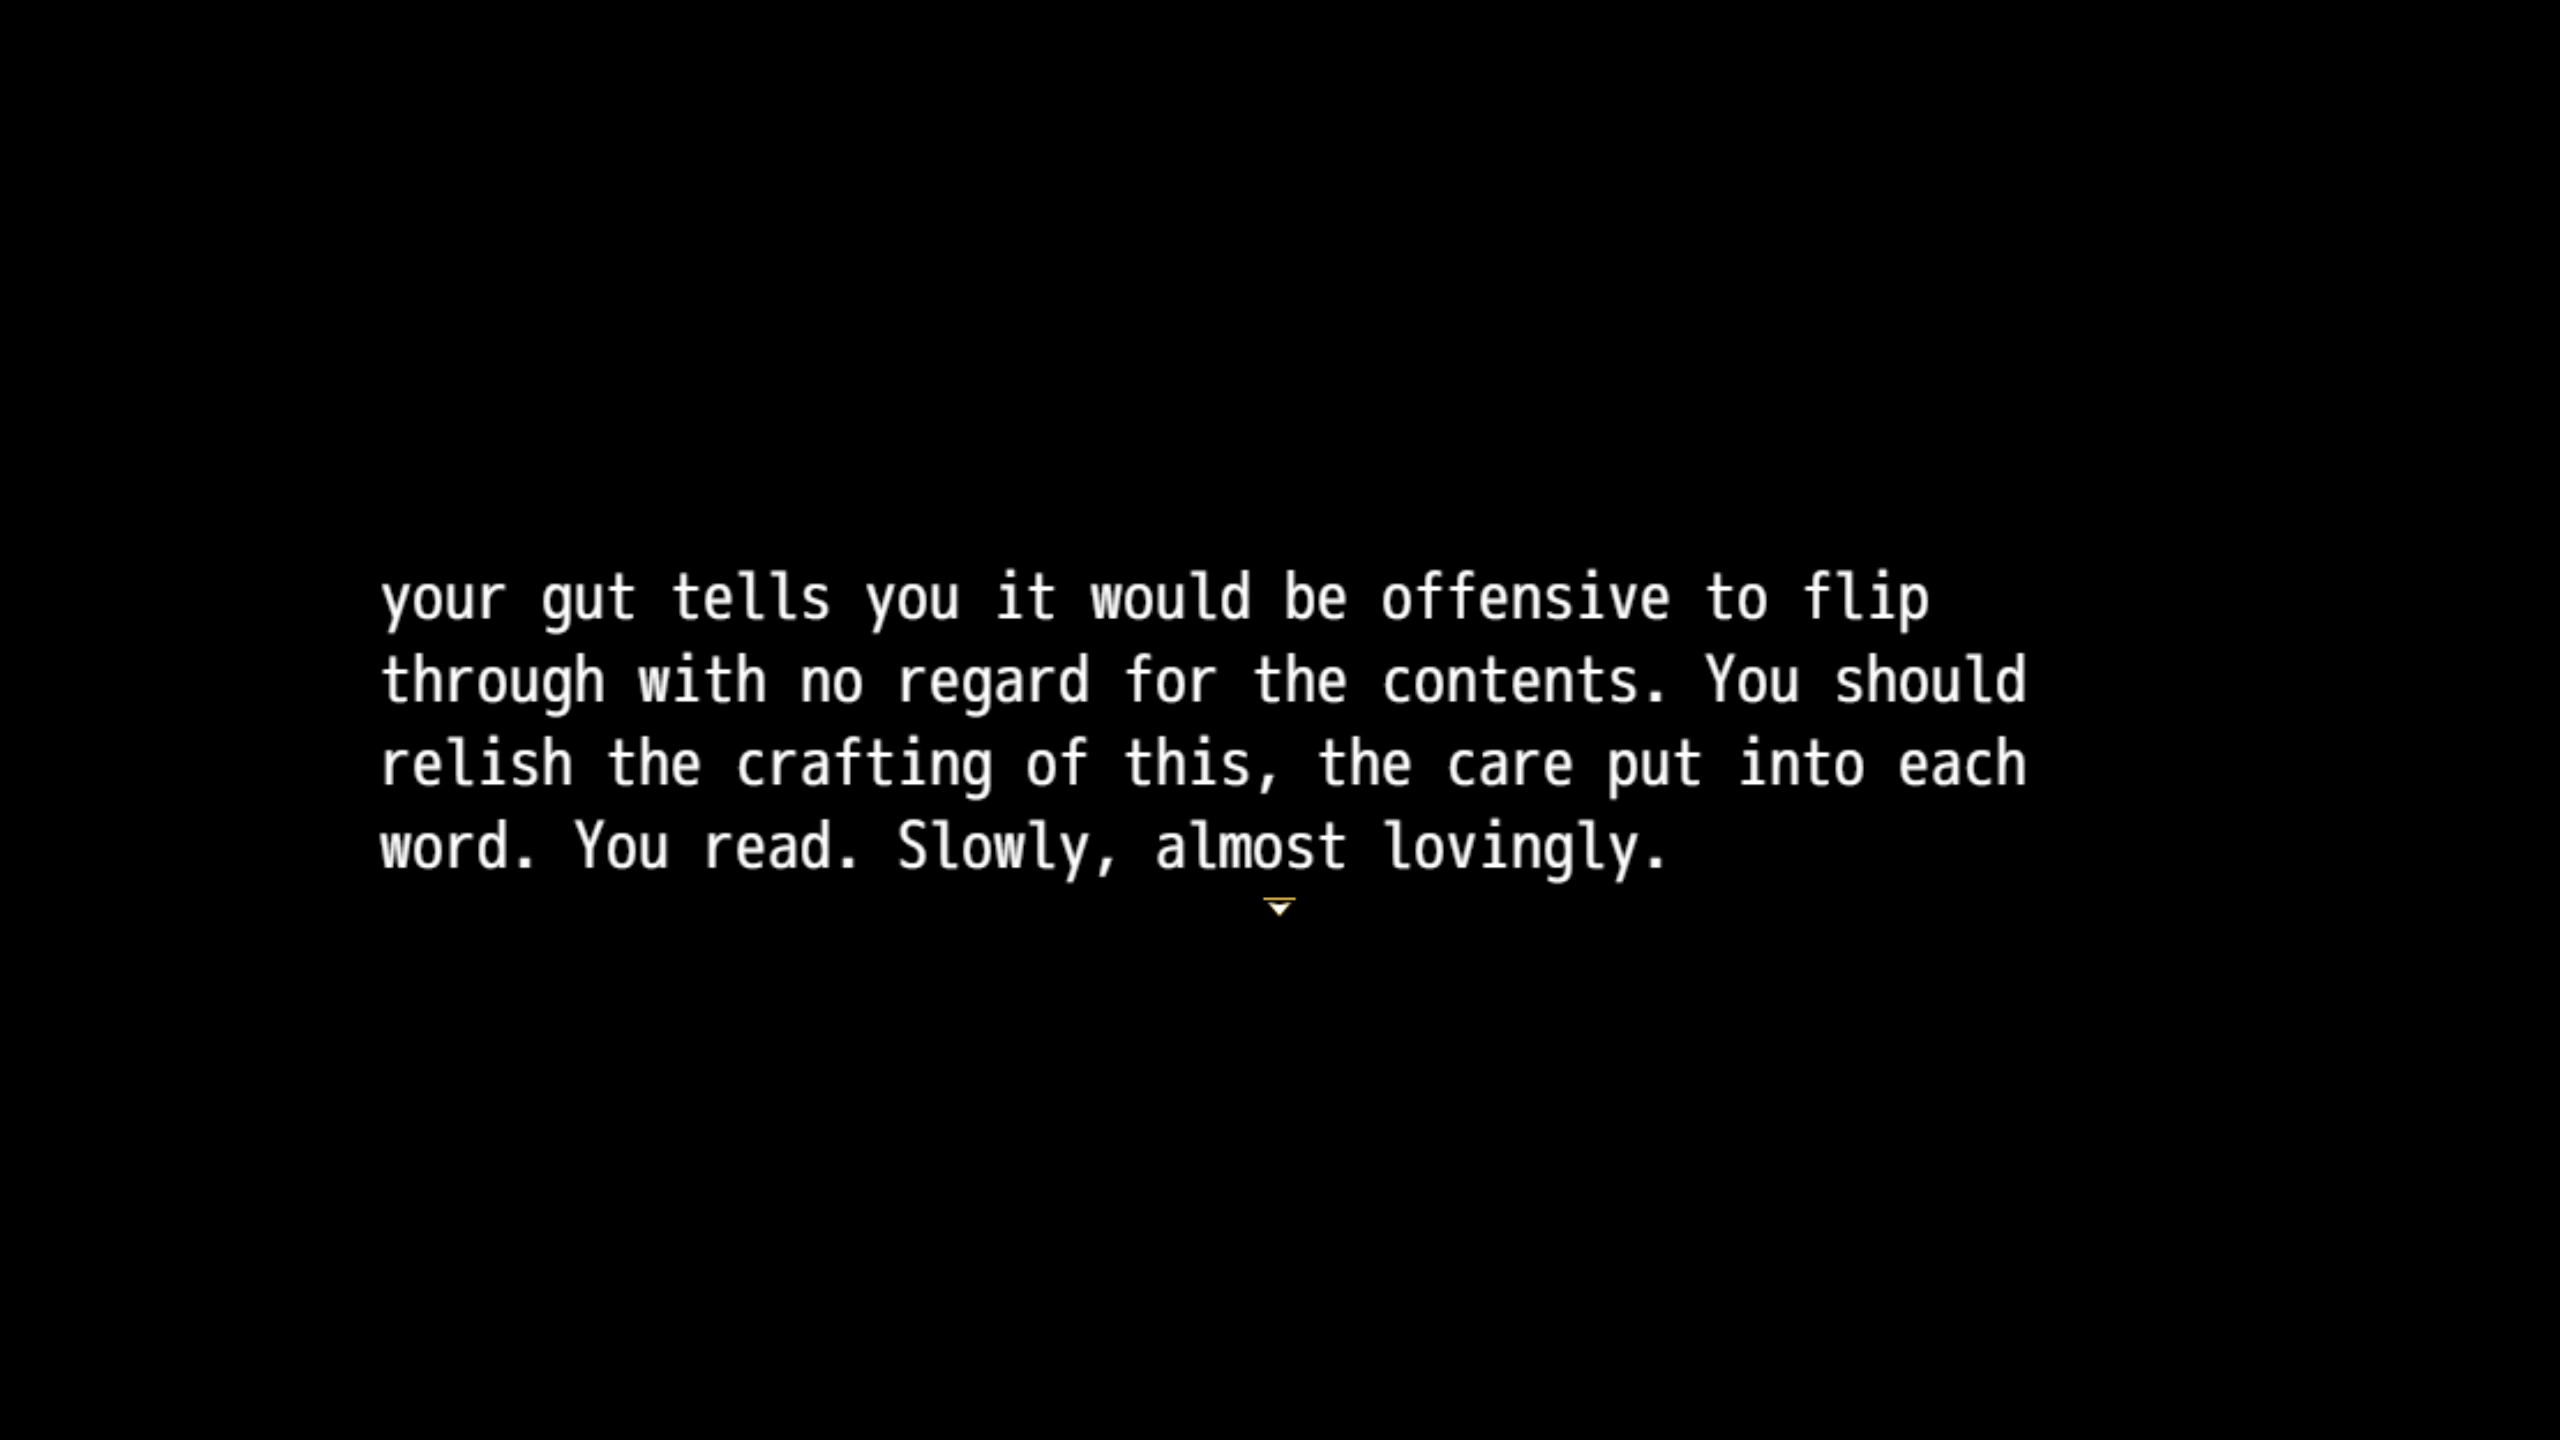 your gut tells you it would be offensive to flip
through with no regard for the contents. You should
relish the crafting of this, the care put into each
word. You read. Slowly, almost lovingly.